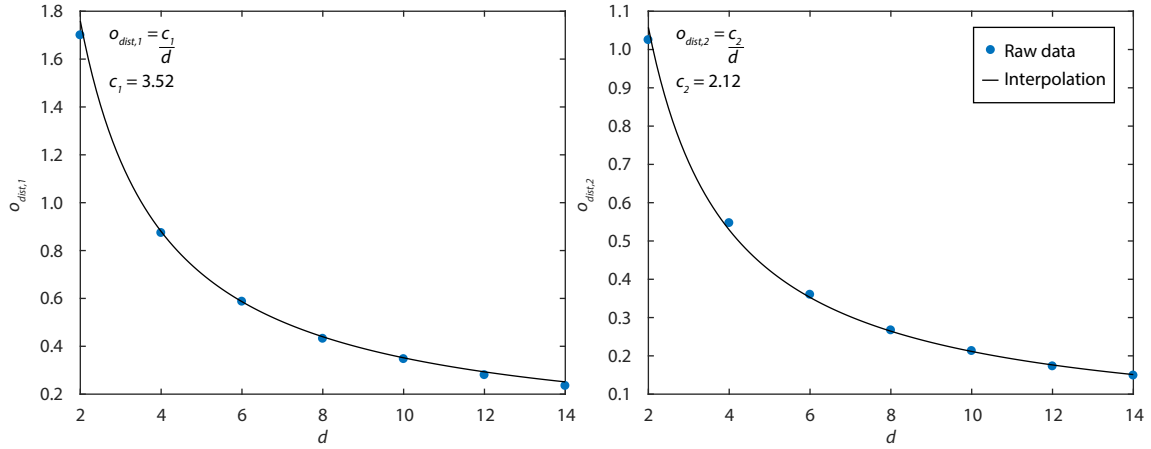 1.8
1.6
1.4
1.2
1.0
0.8
0.6
0.4
0.2
o_dist,1
o_dist,1 = c_1/d
c_1 = 3.52
2 4 6 8 10 12 14
d
1.1
1.0
0.9
0.8
0.7
0.6
0.5
0.4
0.3
0.2
0.1
o_dist,2
o_dist,2 = c_2/d
c_2 = 2.12
Raw data
Interpolation
2 4 6 8 10 12 14
d